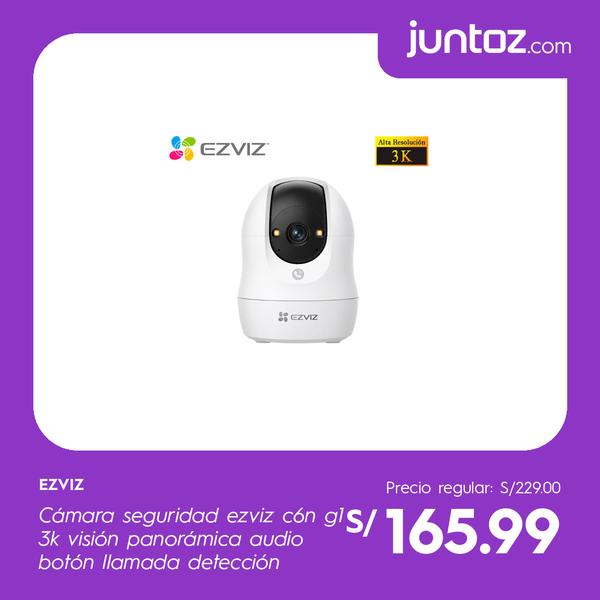 juntoz.com
EZVIZ
Alta Resolución
3K
EZVIZ
EZVIZ
Precio regular: S/229.00
Cámara seguridad ezviz c6n g1
3k visión panorámica audio
botón llamada detección
S/165.99